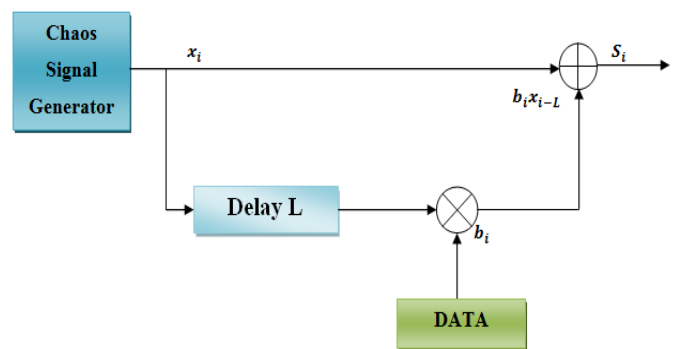 Chaos
Signal
Generator
𝒙ᵢ
Sᵢ
bᵢxᵢ₋L
Delay L
bᵢ
DATA